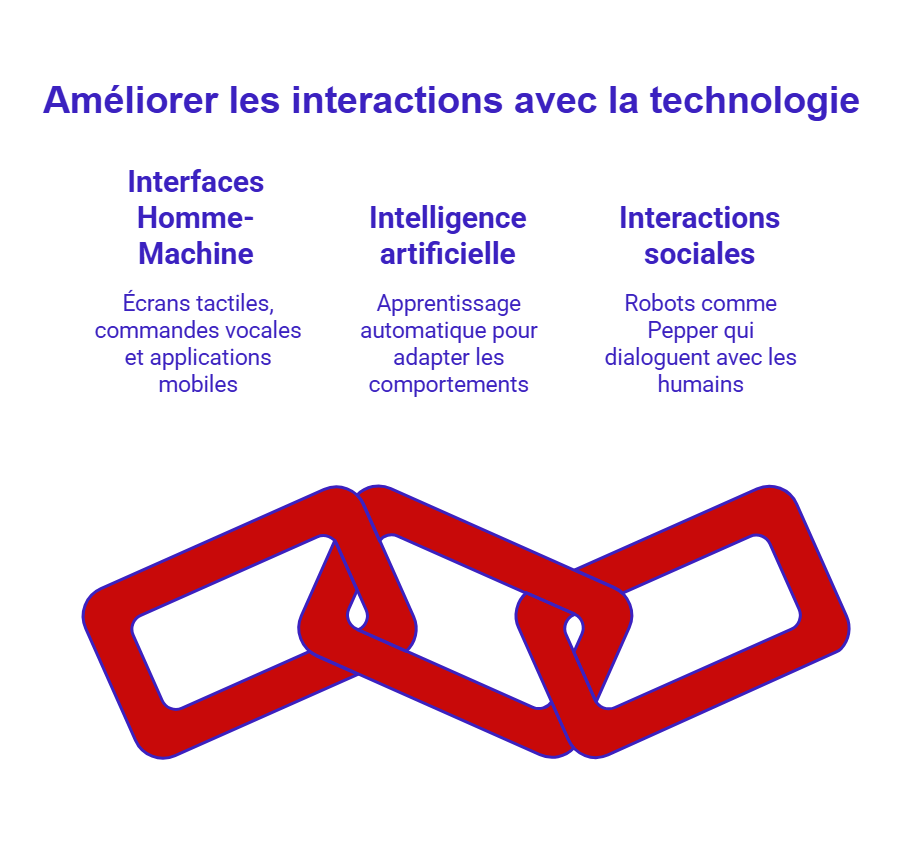 Améliorer les interactions avec la technologie
Interfaces
Homme-
Machine
Écrans tactiles,
commandes vocales
et applications
mobiles
Intelligence
artificielle
Apprentissage
automatique pour
adapter les
comportements
Interactions
sociales
Robots comme
Pepper qui
dialoguent avec les
humains